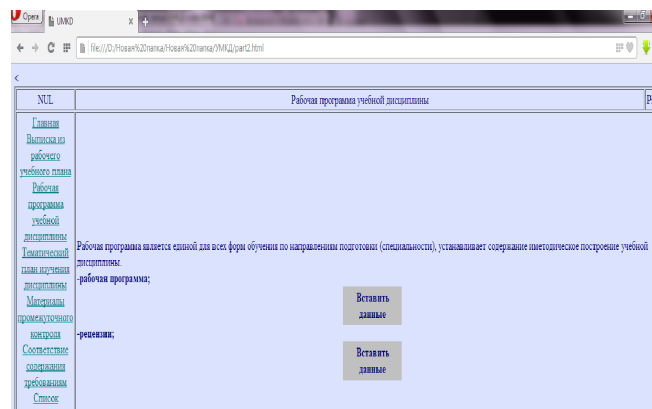 Opera
UMKD
file:///D:/Новая%20папка/Новая%20папка/УМКД/part2.html
<
NUL
Рабочая программа учебной дисциплины
Главная
Выписка из
рабочего
учебного плана
Рабочая
программа
учебной
дисциплины
Тематический
план изучения
дисциплины
Материалы
промежуточного
контроля
Соответствие
содержания
требованиям
Список
Рабочая программа является единой для всех форм обучения по направлениям подготовки (специальности), устанавливает содержание иметодическое построение учебной
дисциплины.
-рабочая программа;
Вставить
данные
-рецензии;
Вставить
данные